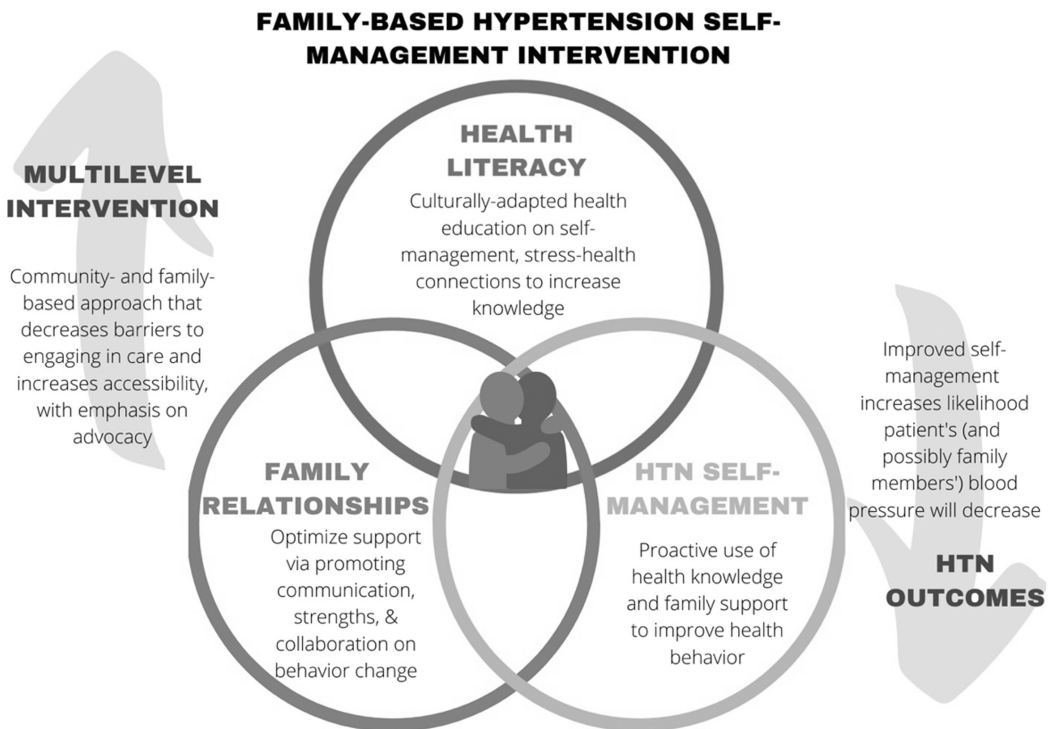 FAMILY-BASED HYPERTENSION SELF-
MANAGEMENT INTERVENTION
HEALTH
LITERACY
Culturally-adapted health
education on self-
management, stress-health
connections to increase
knowledge
MULTILEVEL
INTERVENTION
Community- and family-
based approach that
decreases barriers to
engaging in care and
increases accessibility,
with emphasis on
advocacy
FAMILY
RELATIONSHIPS
Optimize support
via promoting
communication,
strengths, &
collaboration on
behavior change
HTN SELF-
MANAGEMENT
Proactive use of
health knowledge
and family support
to improve health
behavior
Improved self-
management
increases likelihood
patient's (and
possibly family
members') blood
pressure will decrease
HTN
OUTCOMES